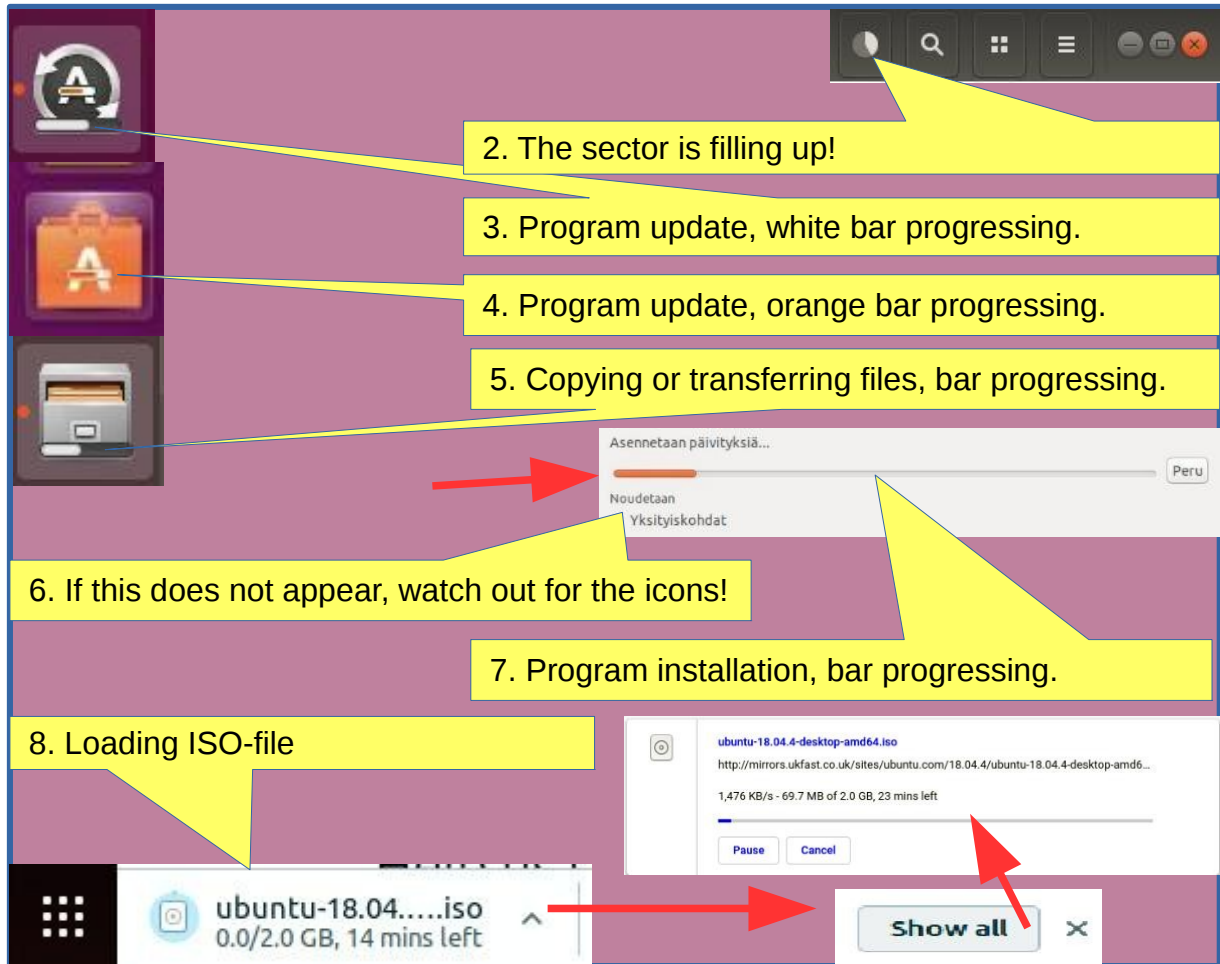 2. The sector is filling up!
3. Program update, white bar progressing.
4. Program update, orange bar progressing.
5. Copying or transferring files, bar progressing.
Asennetaan päivityksiä...
Peru
Noudetaan
Yksityiskohdat
6. If this does not appear, watch out for the icons!
7. Program installation, bar progressing.
8. Loading ISO-file
ubuntu-18.04.4-desktop-amd64.iso
http://mirrors.ukfast.co.uk/sites/ubuntu.com/18.04.4/ubuntu-18.04.4-desktop-amd6...
1,476 KB/s - 69.7 MB of 2.0 GB, 23 mins left
Pause Cancel
ubuntu-18.04.....iso
0.0/2.0 GB, 14 mins left
Show all